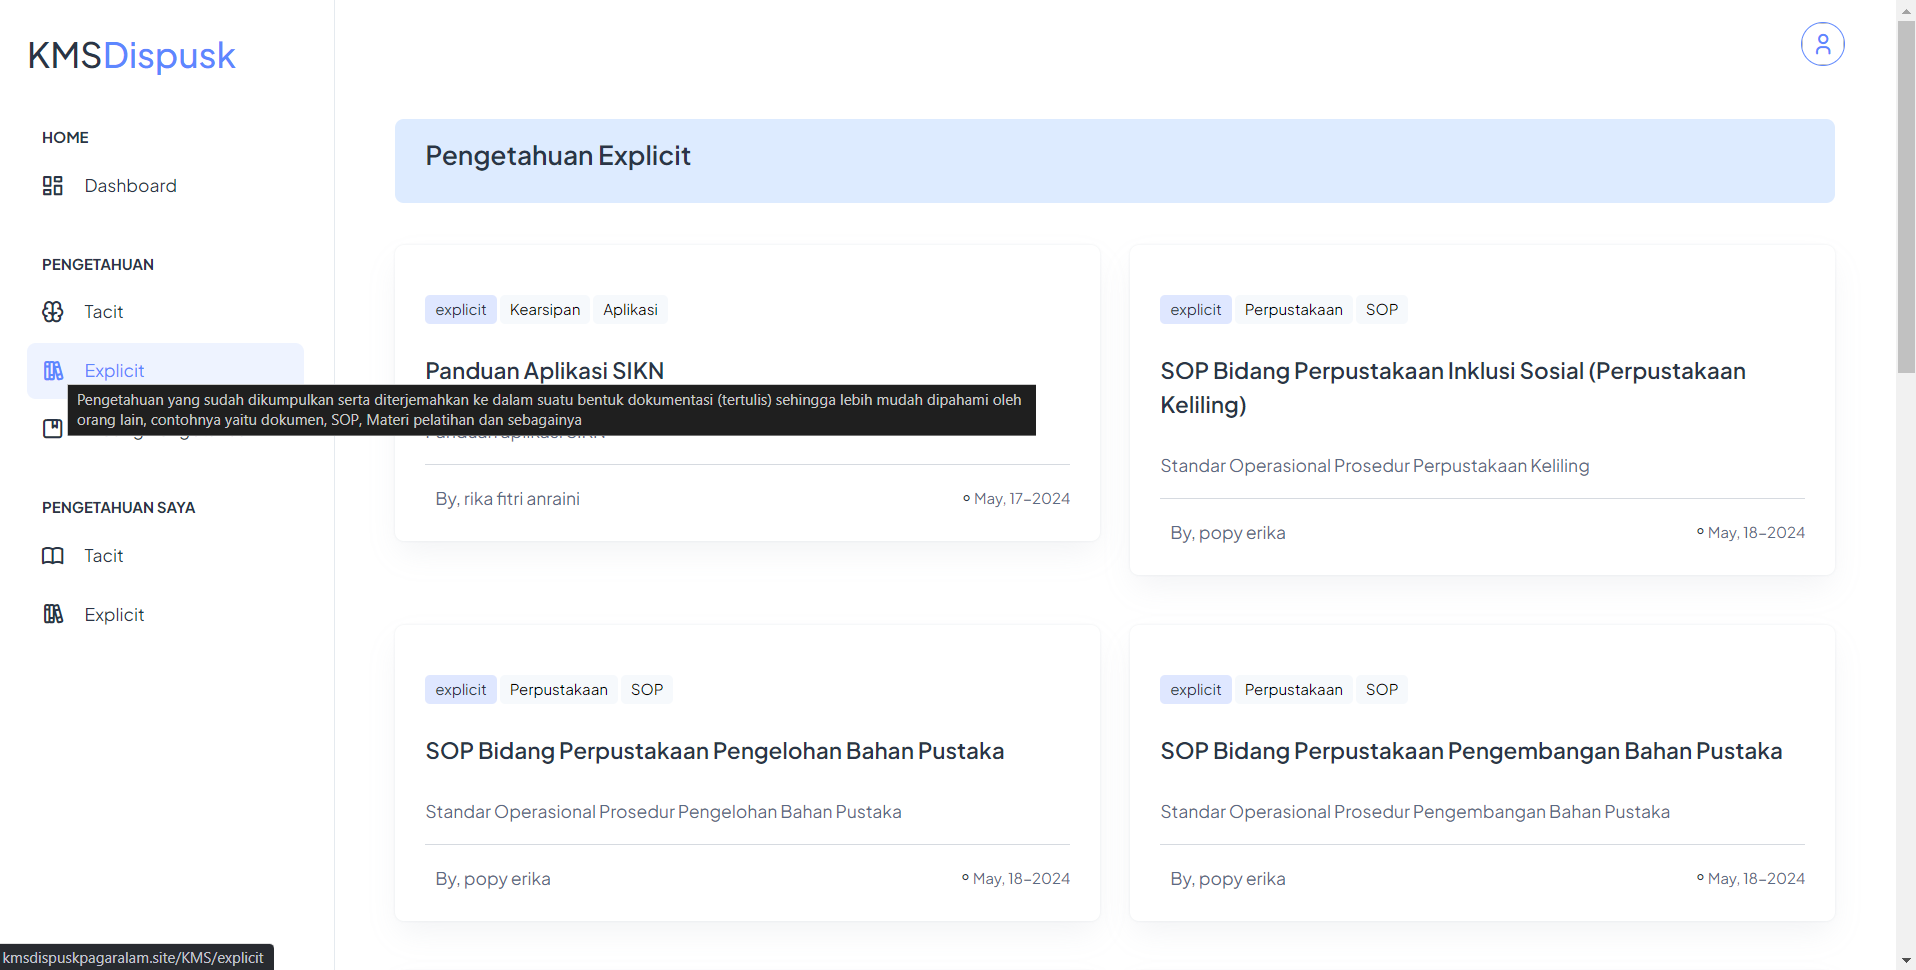 KMSDispusk
HOME
Dashboard
PENGETAHUAN
Tacit
Explicit
Pengetahuan yang sudah dikumpulkan serta diterjemahkan ke dalam suatu bentuk dokumentasi (tertulis) sehingga lebih mudah dipahami oleh
orang lain, contohnya yaitu dokumen, SOP, Materi pelatihan dan sebagainya
PENGETAHUAN SAYA
Tacit
Explicit
Pengetahuan Explicit
explicit Kearsipan Aplikasi
Panduan Aplikasi SIKN
Panduan aplikasi SIKN
By, rika fitri anraini
May, 17-2024
explicit Perpustakaan SOP
SOP Bidang Perpustakaan Inklusi Sosial (Perpustakaan
Keliling)
Standar Operasional Prosedur Perpustakaan Keliling
By, popy erika
May, 18-2024
explicit Perpustakaan SOP
SOP Bidang Perpustakaan Pengelohan Bahan Pustaka
Standar Operasional Prosedur Pengelohan Bahan Pustaka
By, popy erika
May, 18-2024
explicit Perpustakaan SOP
SOP Bidang Perpustakaan Pengembangan Bahan Pustaka
Standar Operasional Prosedur Pengembangan Bahan Pustaka
By, popy erika
May, 18-2024
kmsdispuskpagaralam.site/KMS/explicit